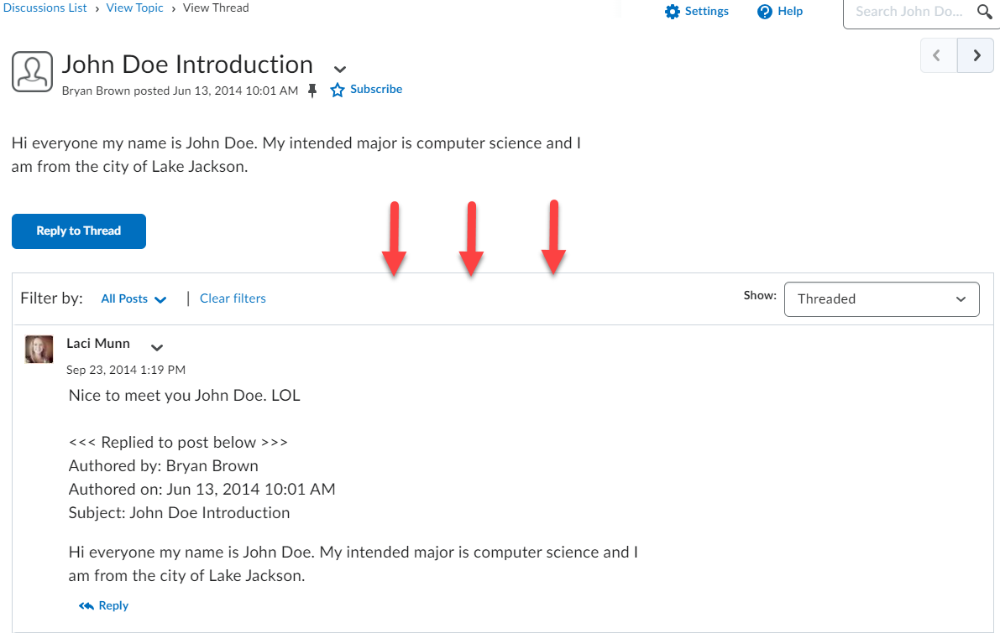 Discussions List › View Topic › View Thread
Settings Help Search John Do...
John Doe Introduction
Bryan Brown posted Jun 13, 2014 10:01 AM Subscribe
Hi everyone my name is John Doe. My intended major is computer science and I
am from the city of Lake Jackson.
Reply to Thread
Filter by: All Posts | Clear filters Show: Threaded
Laci Munn
Sep 23, 2014 1:19 PM
Nice to meet you John Doe. LOL
<<< Replied to post below >>>
Authored by: Bryan Brown
Authored on: Jun 13, 2014 10:01 AM
Subject: John Doe Introduction
Hi everyone my name is John Doe. My intended major is computer science and I
am from the city of Lake Jackson.
Reply